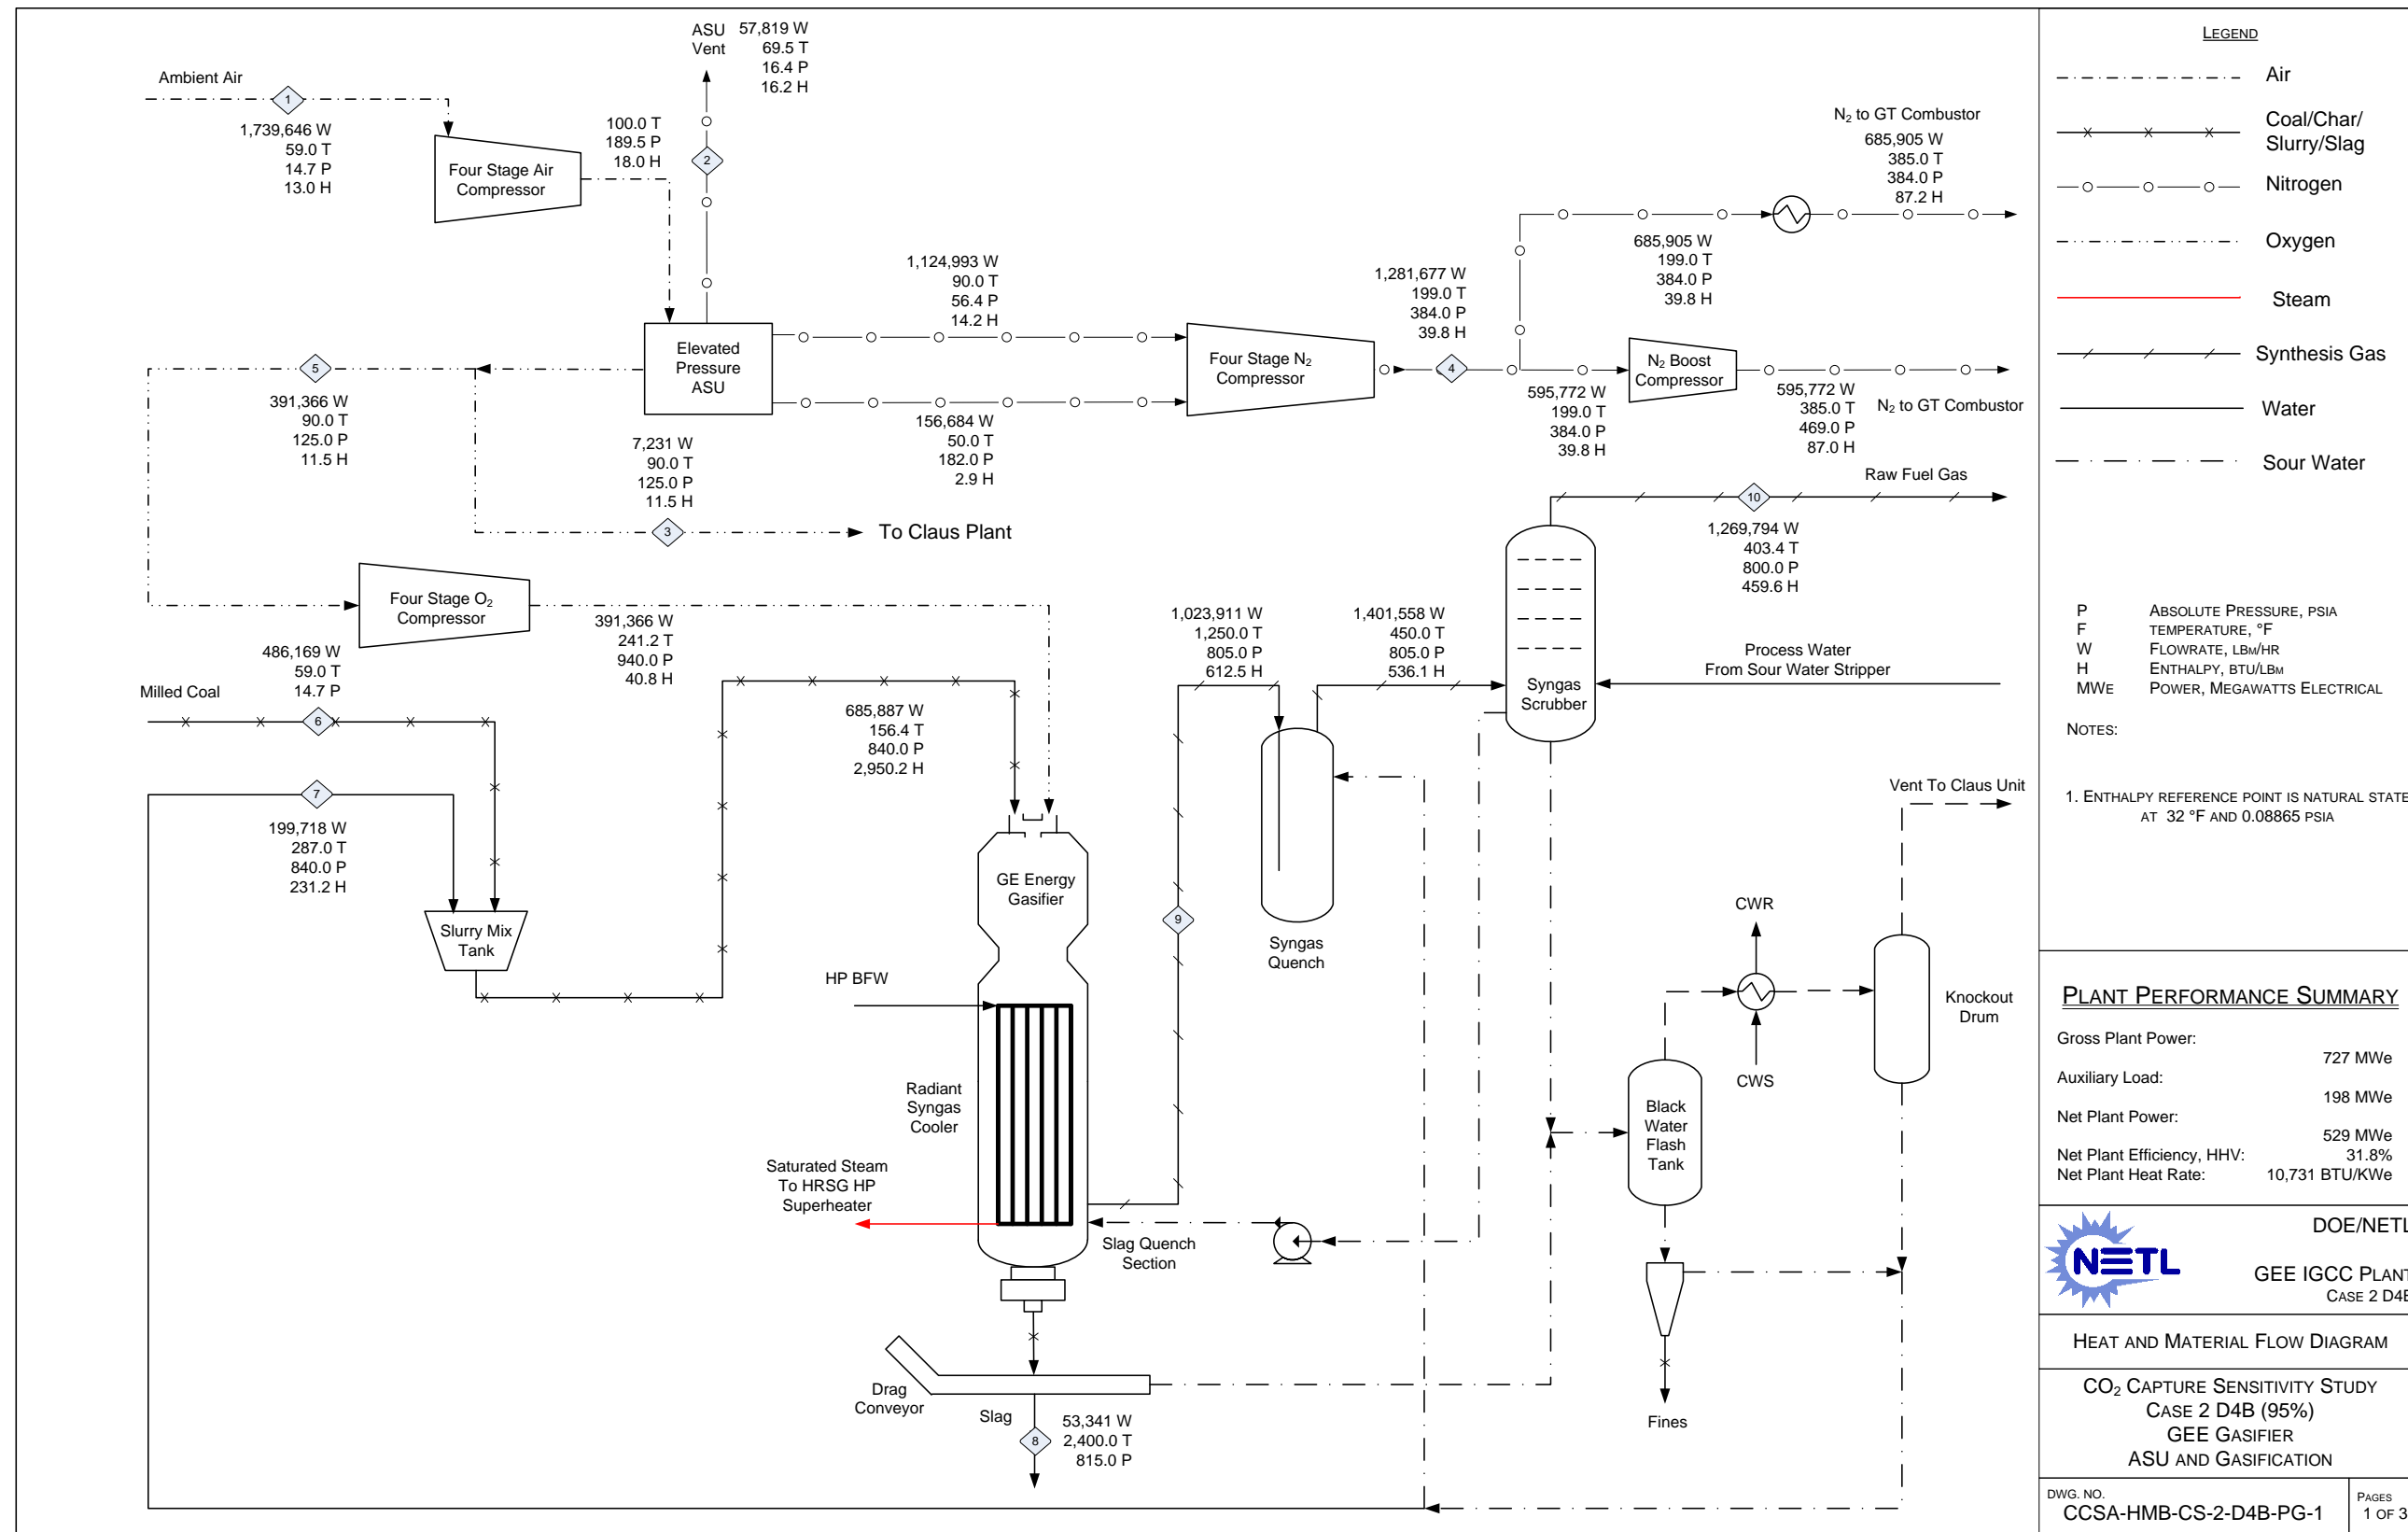 ASU
Vent
57,819 W
69.5 T
16.4 P
16.2 H
Ambient Air
1
1,739,646 W
59.0 T
14.7 P
13.0 H
Four Stage Air
Compressor
100.0 T
189.5 P
18.0 H
2
N2 to GT Combustor
685,905 W
385.0 T
384.0 P
87.2 H
1,124,993 W
90.0 T
56.4 P
14.2 H
1,281,677 W
199.0 T
384.0 P
39.8 H
685,905 W
199.0 T
384.0 P
39.8 H
Elevated
Pressure
ASU
Four Stage N2
Compressor
4
N2 Boost
Compressor
5
391,366 W
90.0 T
125.0 P
11.5 H
156,684 W
50.0 T
182.0 P
2.9 H
595,772 W
199.0 T
384.0 P
39.8 H
595,772 W
385.0 T
469.0 P
87.0 H
N2 to GT Combustor
7,231 W
90.0 T
125.0 P
11.5 H
3
To Claus Plant
Raw Fuel Gas
10
1,269,794 W
403.4 T
800.0 P
459.6 H
Four Stage O2
Compressor
391,366 W
241.2 T
940.0 P
40.8 H
486,169 W
59.0 T
14.7 P
Milled Coal
6
1,023,911 W
1,250.0 T
805.0 P
612.5 H
1,401,558 W
450.0 T
805.0 P
536.1 H
Process Water
From Sour Water Stripper
Syngas
Scrubber
685,887 W
156.4 T
840.0 P
2,950.2 H
7
199,718 W
287.0 T
840.0 P
231.2 H
Slurry Mix
Tank
GE Energy
Gasifier
9
Syngas
Quench
Vent To Claus Unit
CWR
CWS
Knockout
Drum
HP BFW
Radiant
Syngas
Cooler
Saturated Steam
To HRSG HP
Superheater
Slag Quench
Section
Black
Water
Flash
Tank
Drag
Conveyor
Slag
8
53,341 W
2,400.0 T
815.0 P
Fines
LEGEND
Air
Coal/Char/
Slurry/Slag
Nitrogen
Oxygen
Steam
Synthesis Gas
Water
Sour Water
P ABSOLUTE PRESSURE, PSIA
F TEMPERATURE, °F
W FLOWRATE, LBM/HR
H ENTHALPY, BTU/LBM
MWE POWER, MEGAWATTS ELECTRICAL
NOTES:
1. ENTHALPY REFERENCE POINT IS NATURAL STATE
AT 32 °F AND 0.08865 PSIA
PLANT PERFORMANCE SUMMARY
Gross Plant Power:
727 MWe
Auxiliary Load:
198 MWe
Net Plant Power:
529 MWe
Net Plant Efficiency, HHV: 31.8%
Net Plant Heat Rate: 10,731 BTU/KWe
NETL
DOE/NETL
GEE IGCC PLANT
CASE 2 D4B
HEAT AND MATERIAL FLOW DIAGRAM
CO2 CAPTURE SENSITIVITY STUDY
CASE 2 D4B (95%)
GEE GASIFIER
ASU AND GASIFICATION
DWG. NO.
CCSA-HMB-CS-2-D4B-PG-1
PAGES
1 OF 3